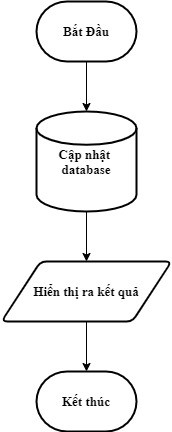 Bắt Đầu
Cập nhật
database
Hiển thị ra kết quả
Kết thúc